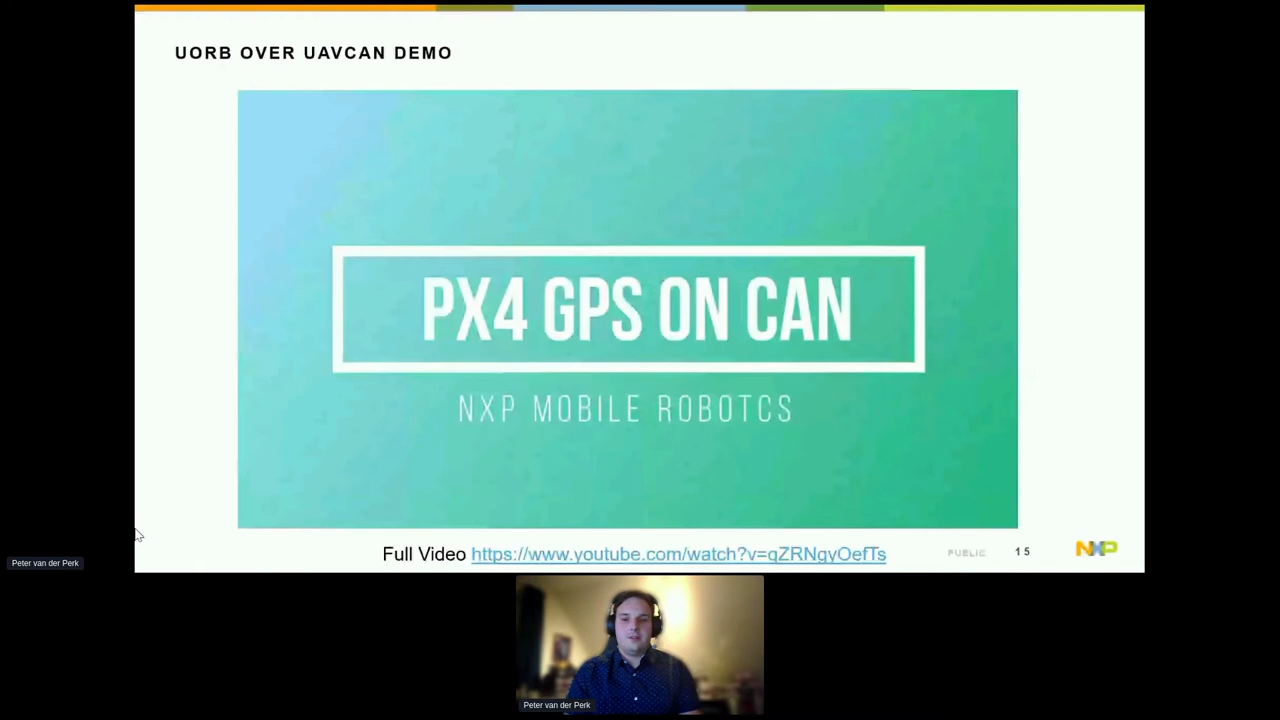 UORB OVER UAVCAN DEMO
PX4 GPS ON CAN
NXP MOBILE ROBOTCS
Full Video https://www.youtube.com/watch?v=qZRNgyOefTs
PUBLIC 15 NXP
Peter van der Perk
Peter van der Perk